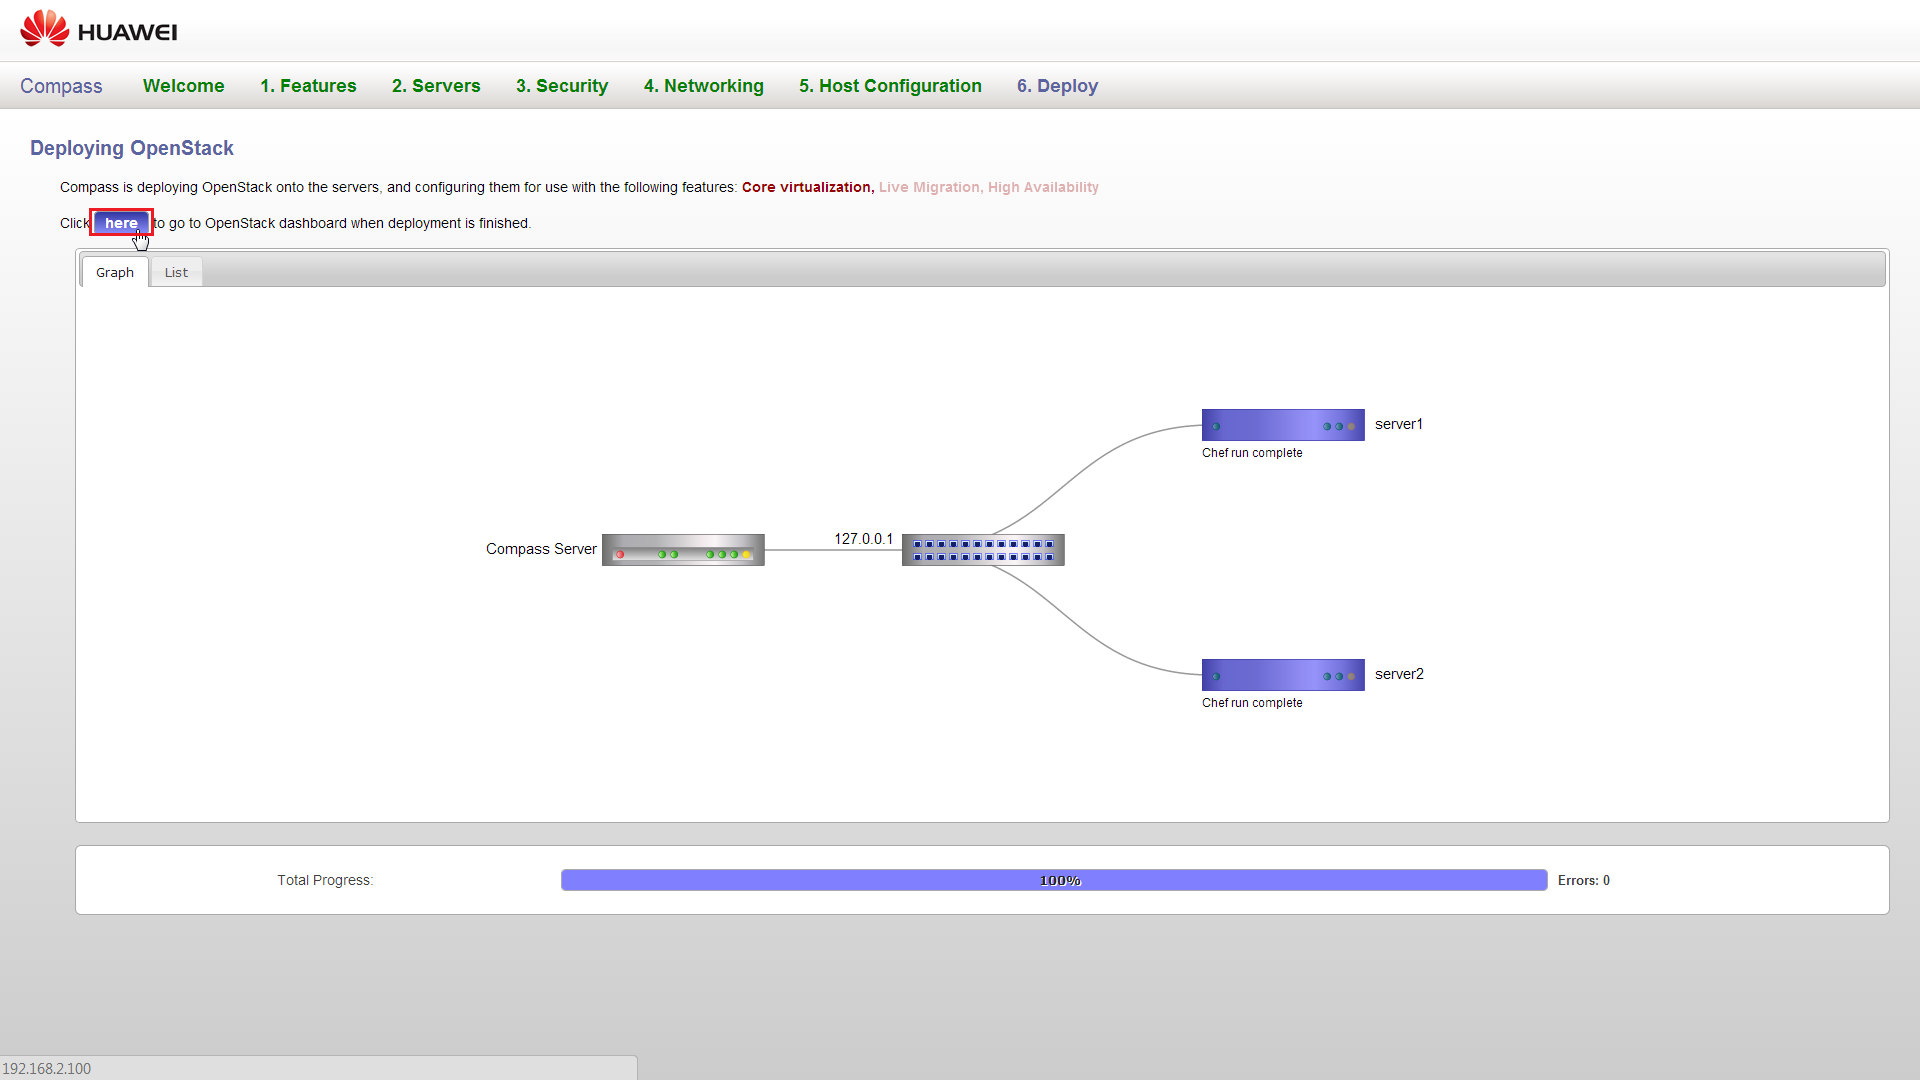 HUAWEI
Compass Welcome 1. Features 2. Servers 3. Security 4. Networking 5. Host Configuration 6. Deploy
Deploying OpenStack
Compass is deploying OpenStack onto the servers, and configuring them for use with the following features: Core virtualization, Live Migration, High Availability
Click here to go to OpenStack dashboard when deployment is finished.
Graph List
server1
Chef run complete
Compass Server 127.0.0.1
server2
Chef run complete
Total Progress: 100% Errors: 0
192.168.2.100